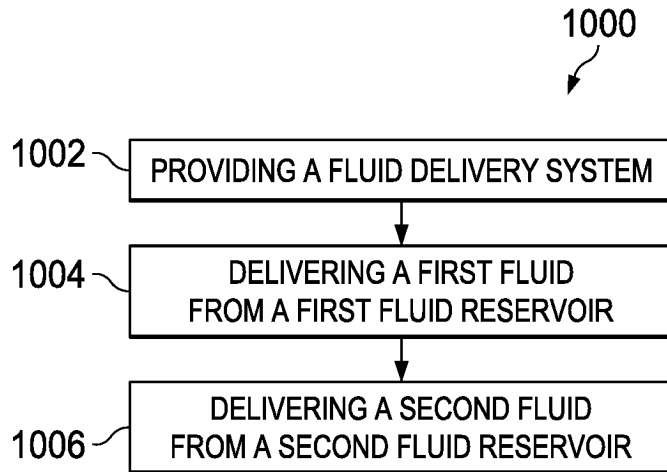 1000
1002
PROVIDING A FLUID DELIVERY SYSTEM
1004
DELIVERING A FIRST FLUID
FROM A FIRST FLUID RESERVOIR
DELIVERING A SECOND FLUID
1006
FROM A SECOND FLUID RESERVOIR